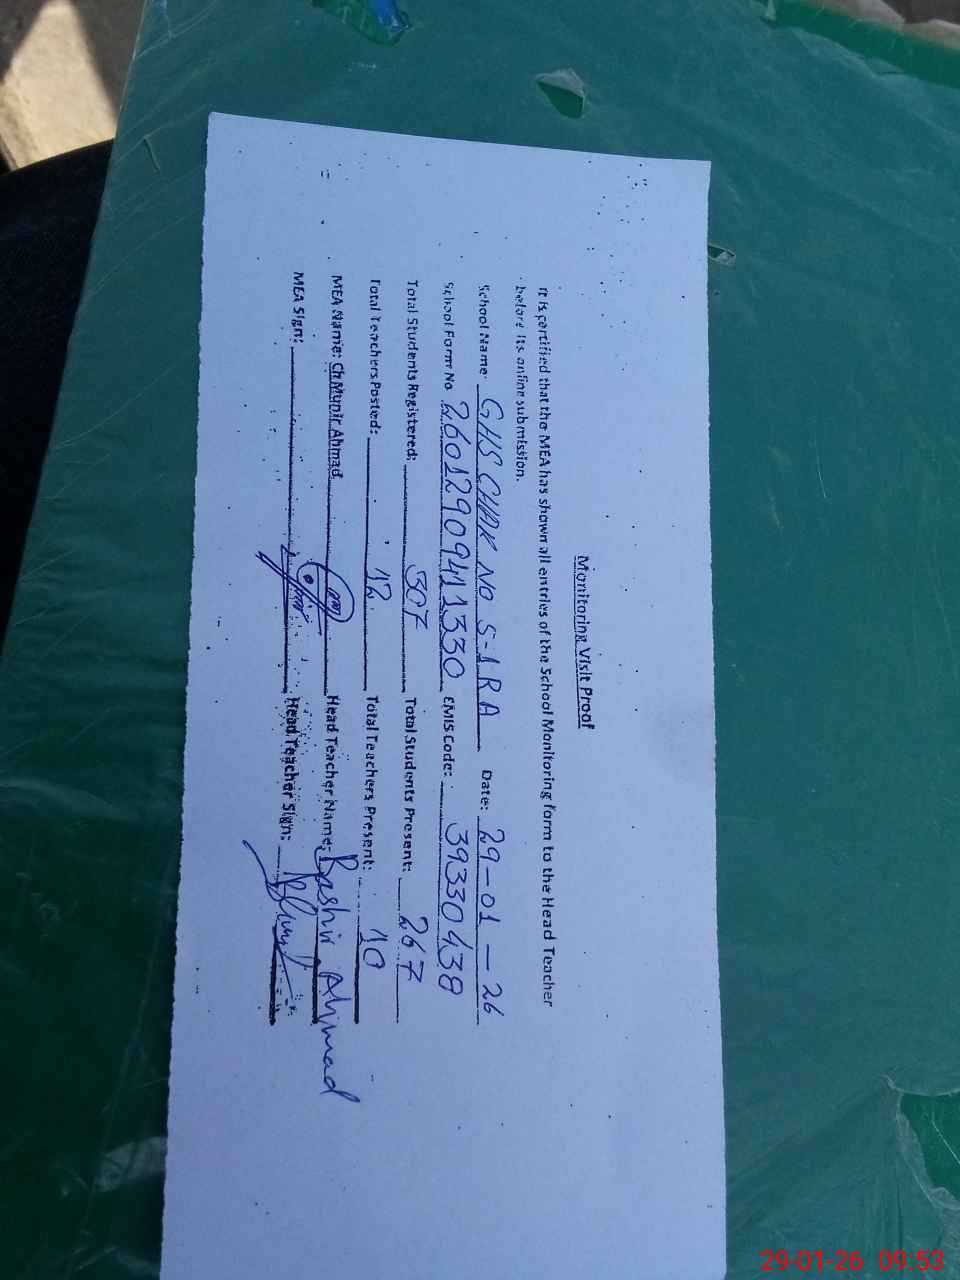 Monitoring Visit Proof
It is certified that the MEA has shown all entries of the School Monitoring form to the Head Teacher
before its online submission.
School Name: GHS CHAK NO 5-1RA Date: 29-01-26
School Form No 26012909411330 EMIS Code: 39330438
Total Students Registered: 307 Total Students Present: 267
Total Teachers Posted: 12 Total Teachers Present: 10
MEA Name: Ch Munir Ahmad Head Teacher Name: Bashir Ahmad
MEA Sign: Head Teacher Sign:
29-01-26 09:53